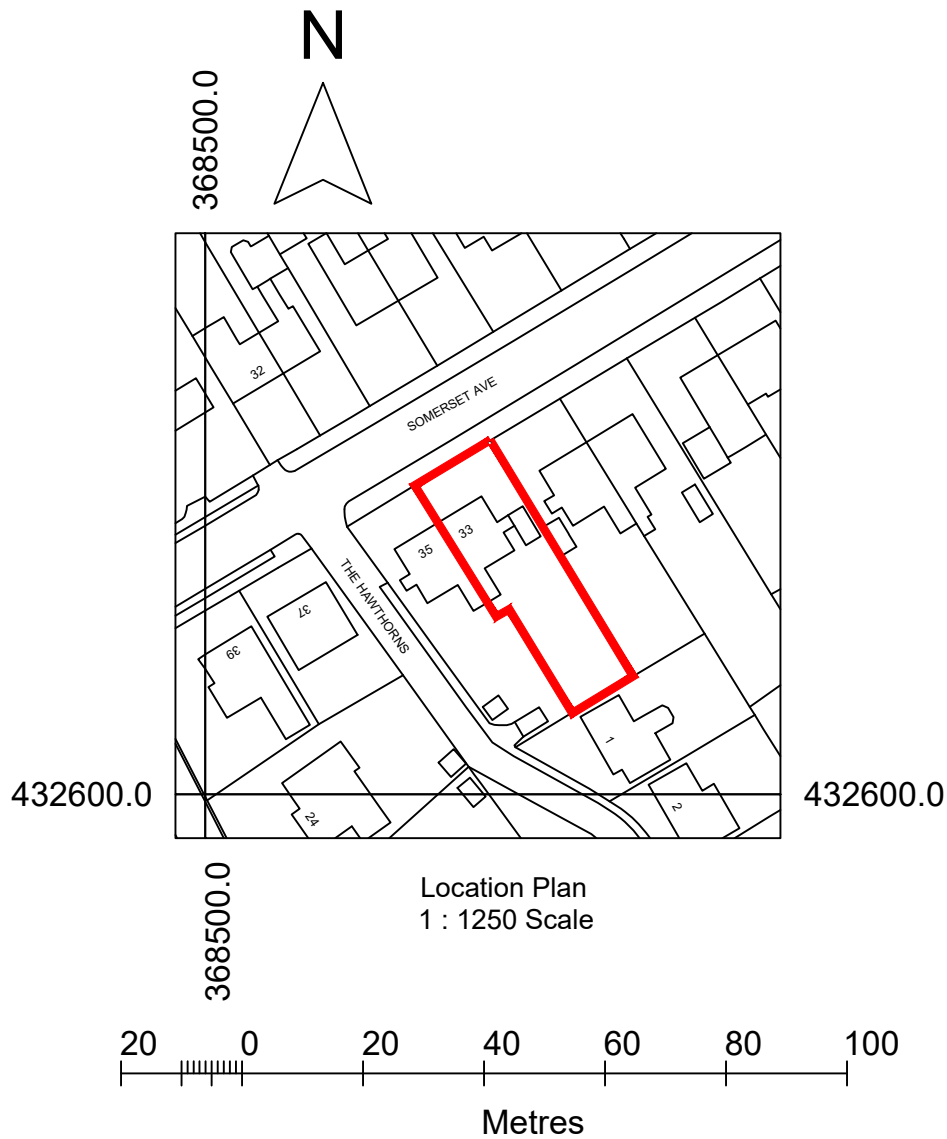 N
368500.0
32
SOMERSET AVE
33
35
THE HAWTHORNS
37
39
1
2
24
432600.0
432600.0
368500.0
Location Plan
1 : 1250 Scale
20 0 20 40 60 80 100
Metres